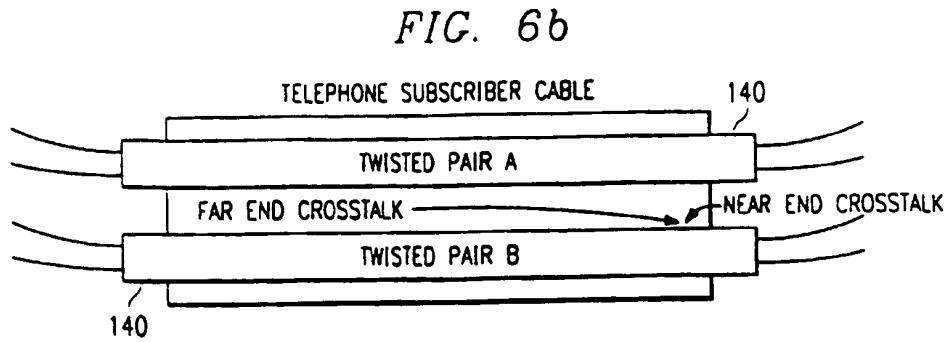 FIG. 6b
TELEPHONE SUBSCRIBER CABLE
140
TWISTED PAIR A
FAR END CROSSTALK
NEAR END CROSSTALK
TWISTED PAIR B
140